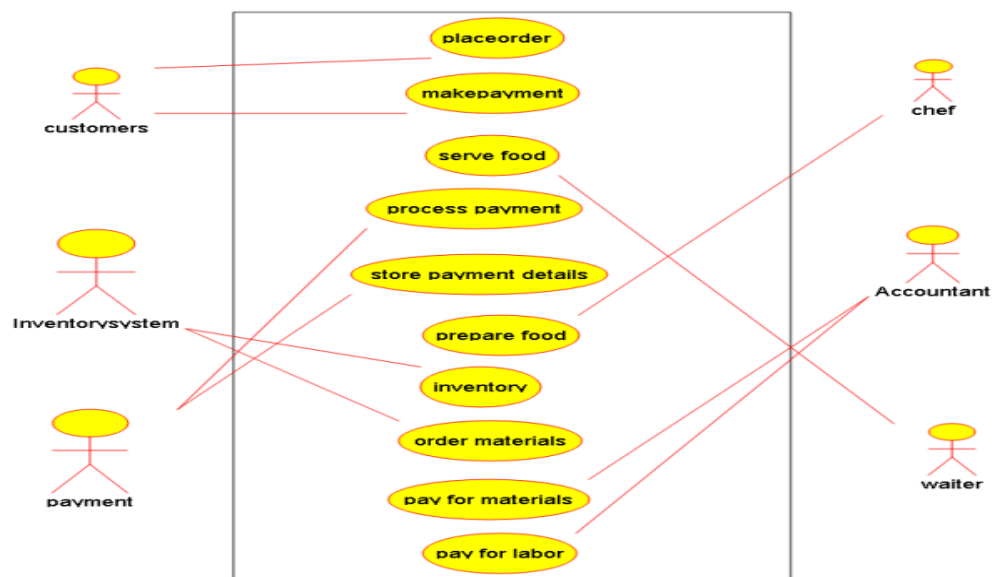 placeorder
makepayment
customers
chef
serve food
process payment
store payment details
Accountant
Inventorysystem
prepare food
inventory
order materials
payment
waiter
pay for materials
pay for labor